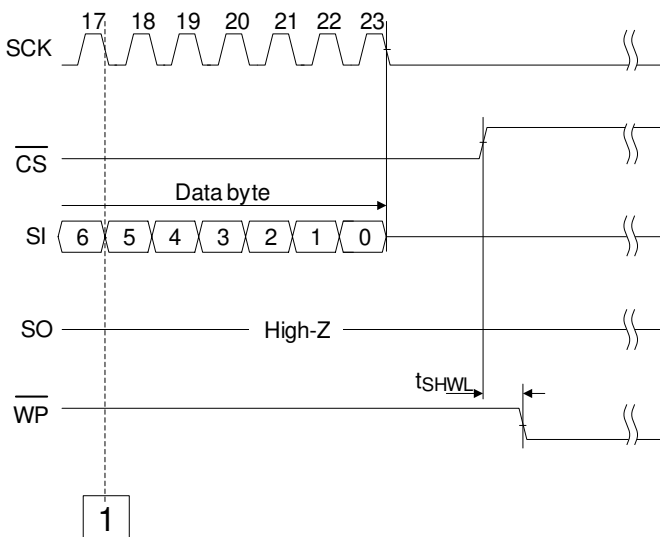 17 18 19 20 21 22 23
SCK
CS
Data byte
SI 6 5 4 3 2 1 0
SO High-Z
tSHWL
WP
1